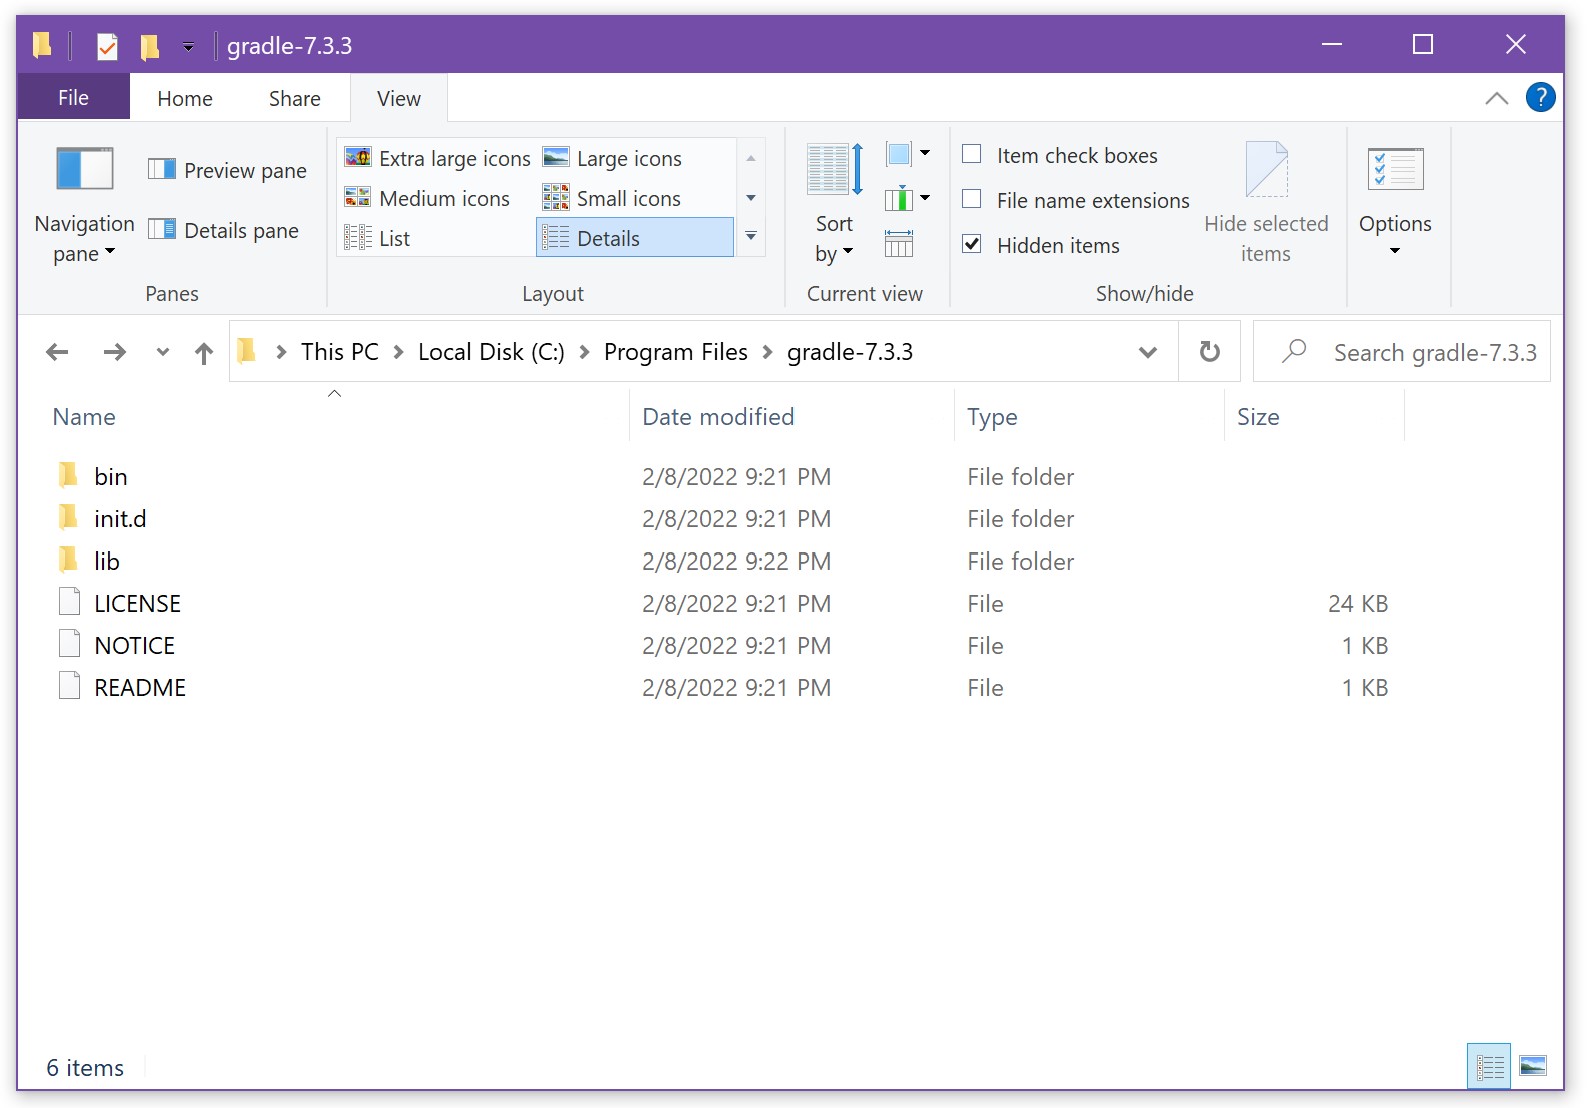 gradle-7.3.3
File Home Share View ?
Navigation pane
Preview pane
Details pane
Panes
Extra large icons Large icons
Medium icons Small icons
List Details
Layout
Sort by
Current view
Item check boxes
File name extensions
Hidden items
Hide selected items
Show/hide
Options
This PC Local Disk (C:) Program Files gradle-7.3.3 Search gradle-7.3.3
Name Date modified Type Size
bin 2/8/2022 9:21 PM File folder
init.d 2/8/2022 9:21 PM File folder
lib 2/8/2022 9:22 PM File folder
LICENSE 2/8/2022 9:21 PM File 24 KB
NOTICE 2/8/2022 9:21 PM File 1 KB
README 2/8/2022 9:21 PM File 1 KB
6 items